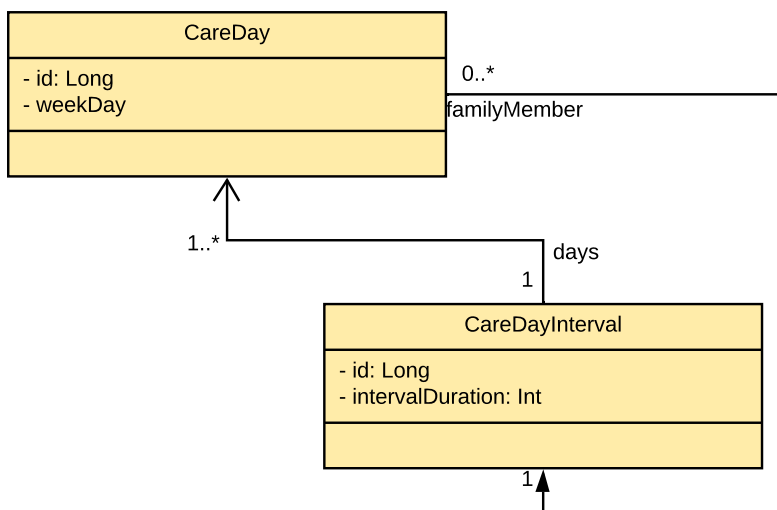 CareDay
- id: Long
- weekDay
0..*
familyMember
1..*
days
1
CareDayInterval
- id: Long
- intervalDuration: Int
1